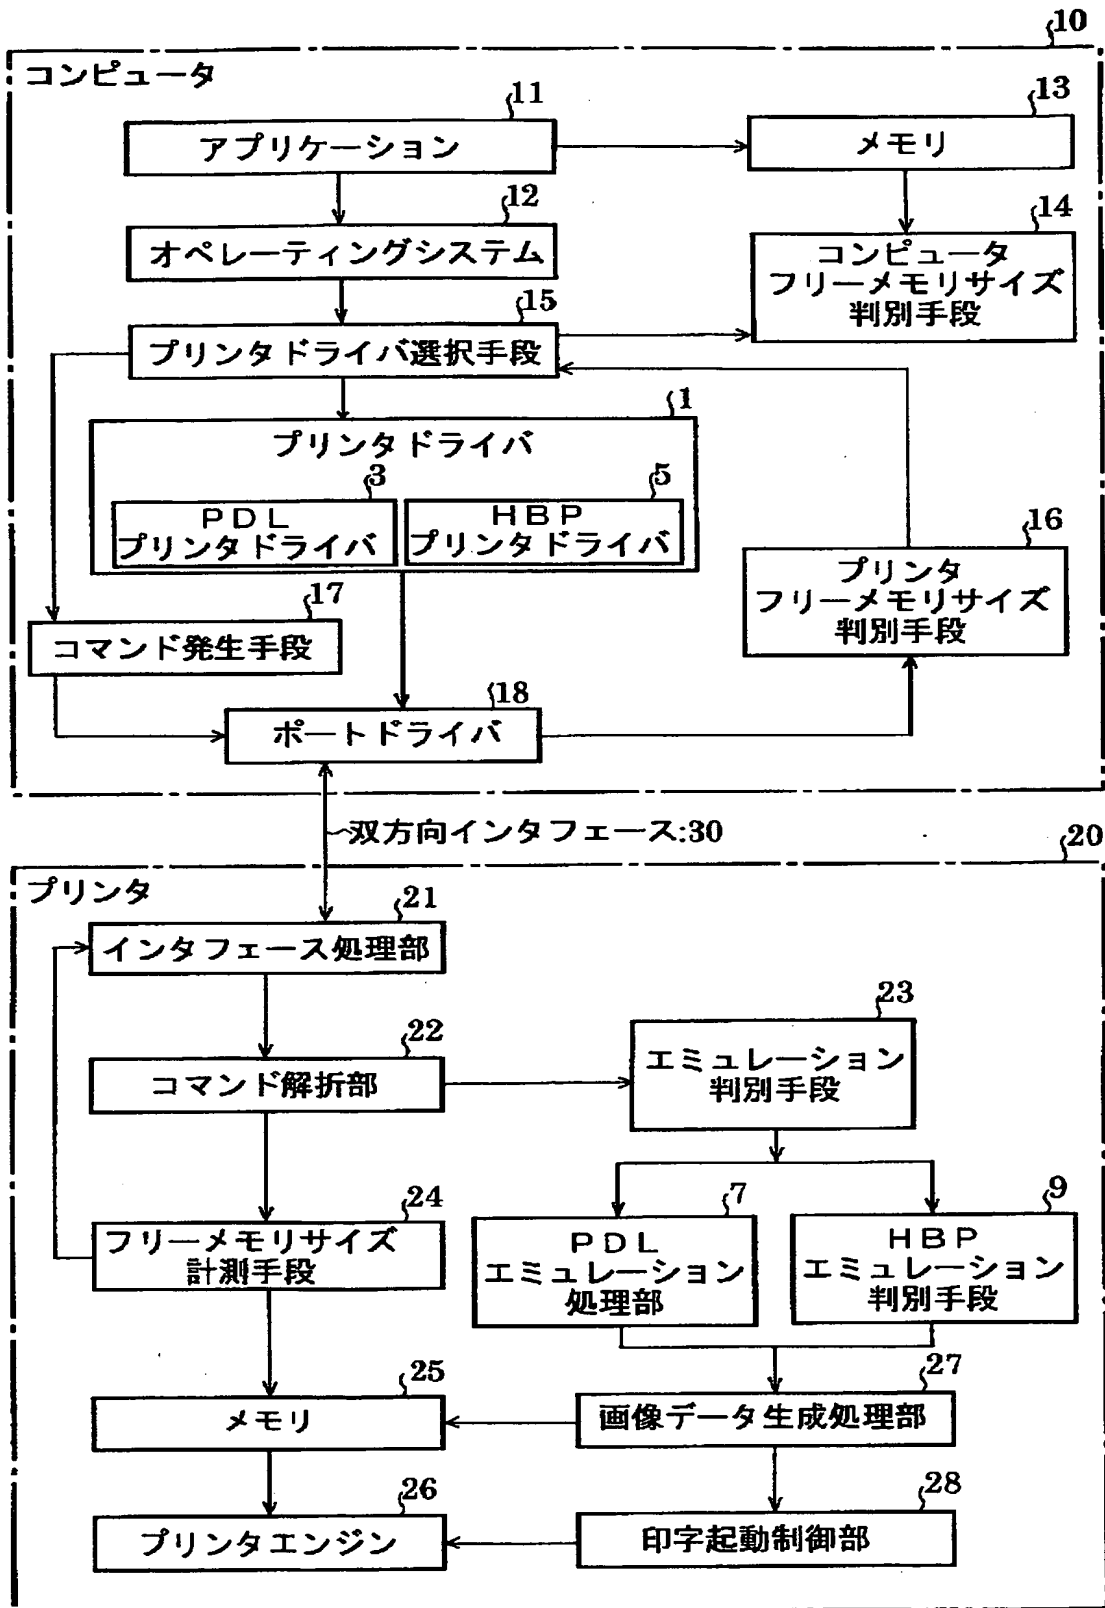 10
コンピュータ
11
アプリケーション
13
メモリ
12
オペレーティングシステム
14
コンピュータ
フリーメモリサイズ
判別手段
15
プリンタドライバ選択手段
1
プリンタドライバ
3
PDL
プリンタドライバ
5
HBP
プリンタドライバ
16
プリンタ
フリーメモリサイズ
判別手段
17
コマンド発生手段
18
ポートドライバ
双方向インタフェース:30
20
プリンタ
21
インタフェース処理部
22
コマンド解折部
23
エミュレーション
判別手段
24
フリーメモリサイズ
計測手段
7
PDL
エミュレーション
処理部
9
HBP
エミュレーション
判別手段
25
メモリ
27
画像データ生成処理部
26
プリンタエンジン
28
印字起動制御部